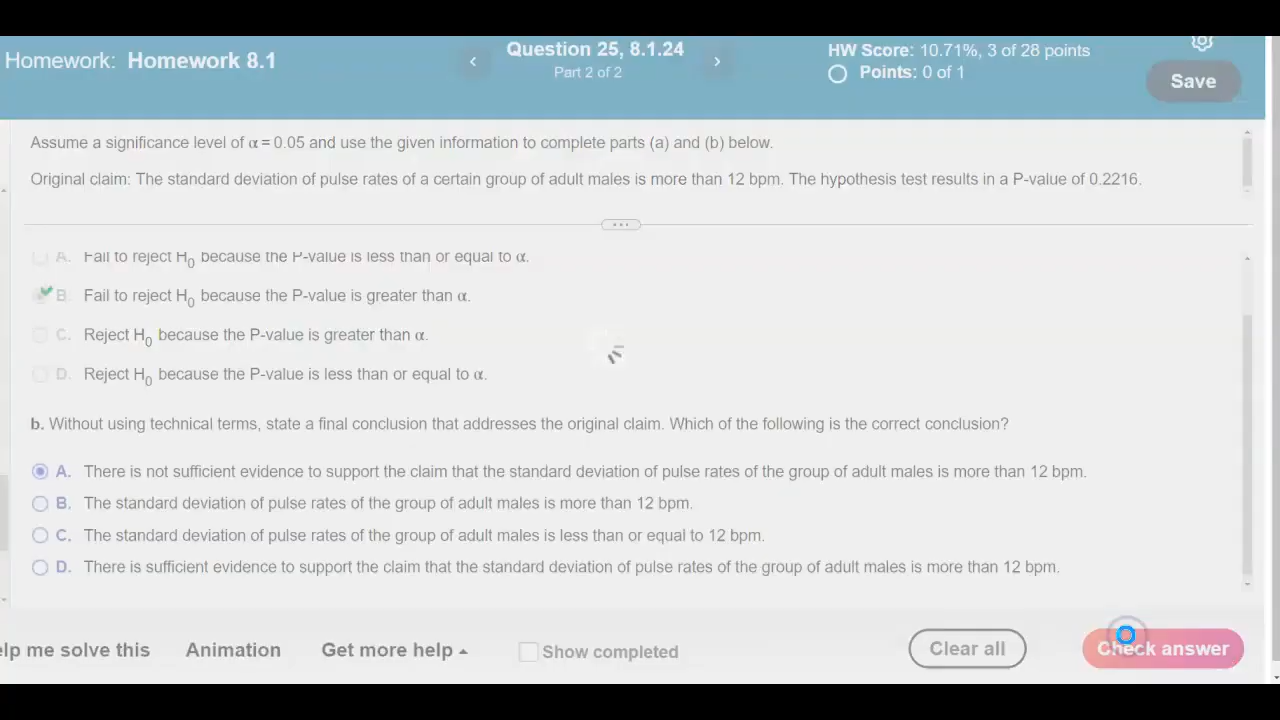 Homework: Homework 8.1
Question 25, 8.1.24
Part 2 of 2
HW Score: 10.71%, 3 of 28 points
Points: 0 of 1
Save
Assume a significance level of α = 0.05 and use the given information to complete parts (a) and (b) below.
Original claim: The standard deviation of pulse rates of a certain group of adult males is more than 12 bpm. The hypothesis test results in a P-value of 0.2216.
A. Fail to reject H0 because the P-value is less than or equal to α.
B. Fail to reject H0 because the P-value is greater than α.
C. Reject H0 because the P-value is greater than α.
D. Reject H0 because the P-value is less than or equal to α.
b. Without using technical terms, state a final conclusion that addresses the original claim. Which of the following is the correct conclusion?
A. There is not sufficient evidence to support the claim that the standard deviation of pulse rates of the group of adult males is more than 12 bpm.
B. The standard deviation of pulse rates of the group of adult males is more than 12 bpm.
C. The standard deviation of pulse rates of the group of adult males is less than or equal to 12 bpm.
D. There is sufficient evidence to support the claim that the standard deviation of pulse rates of the group of adult males is more than 12 bpm.
elp me solve this
Animation
Get more help
Show completed
Clear all
Check answer